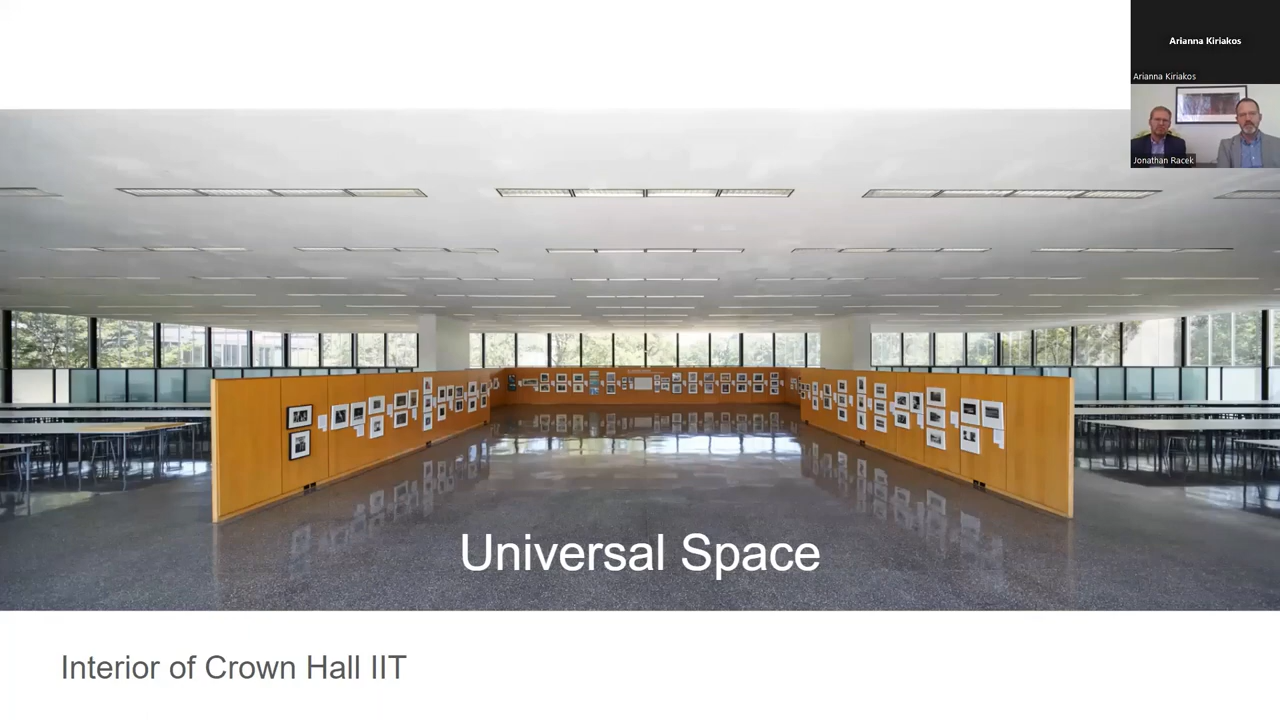 Arianna Kiriakos
Arianna Kiriakos
Jonathan Racek
Universal Space
Interior of Crown Hall IIT